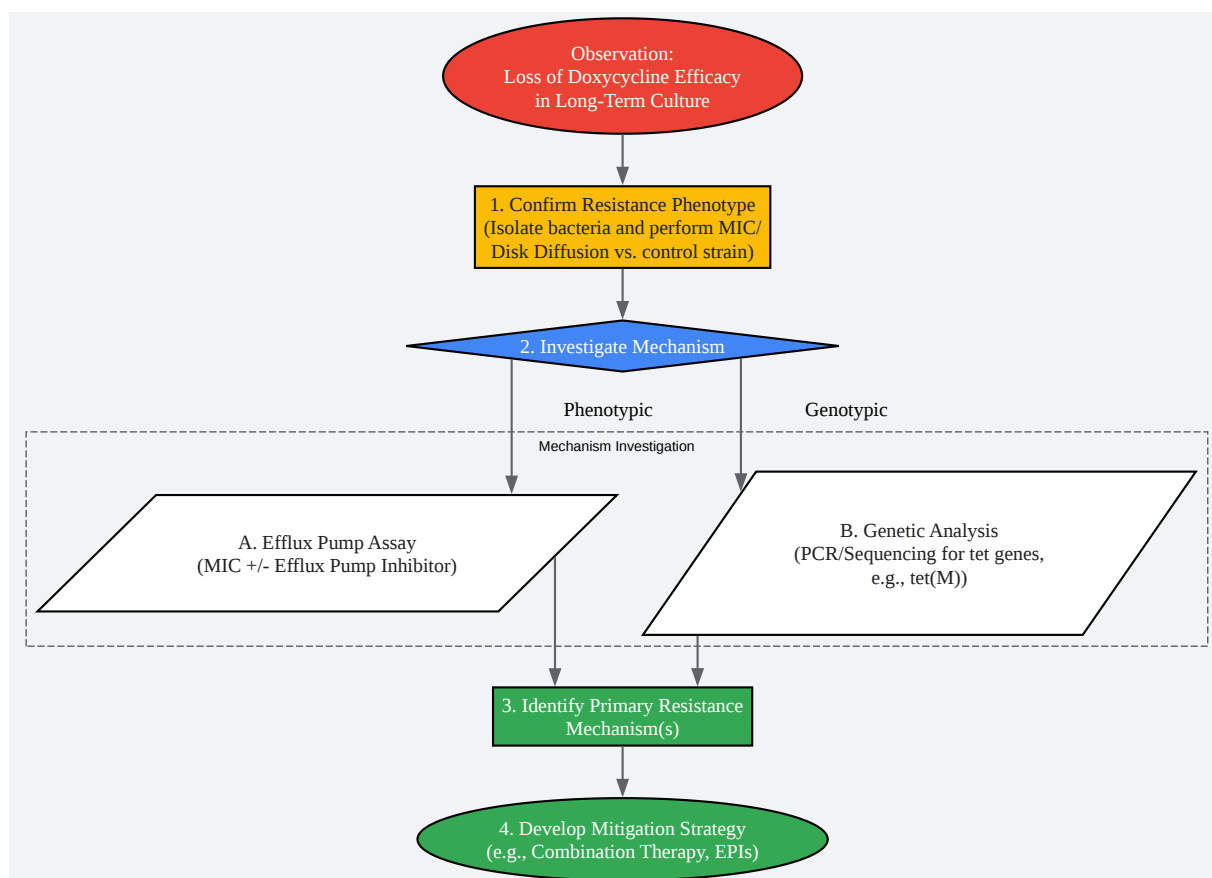 Observation:
Loss of Doxycycline Efficacy
in Long-Term Culture
1. Confirm Resistance Phenotype
(Isolate bacteria and perform MIC/
Disk Diffusion vs. control strain)
2. Investigate Mechanism
Phenotypic
Genotypic
Mechanism Investigation
A. Efflux Pump Assay
(MIC +/- Efflux Pump Inhibitor)
B. Genetic Analysis
(PCR/Sequencing for tet genes,
e.g., tet(M))
3. Identify Primary Resistance
Mechanism(s)
4. Develop Mitigation Strategy
(e.g., Combination Therapy, EPIs)